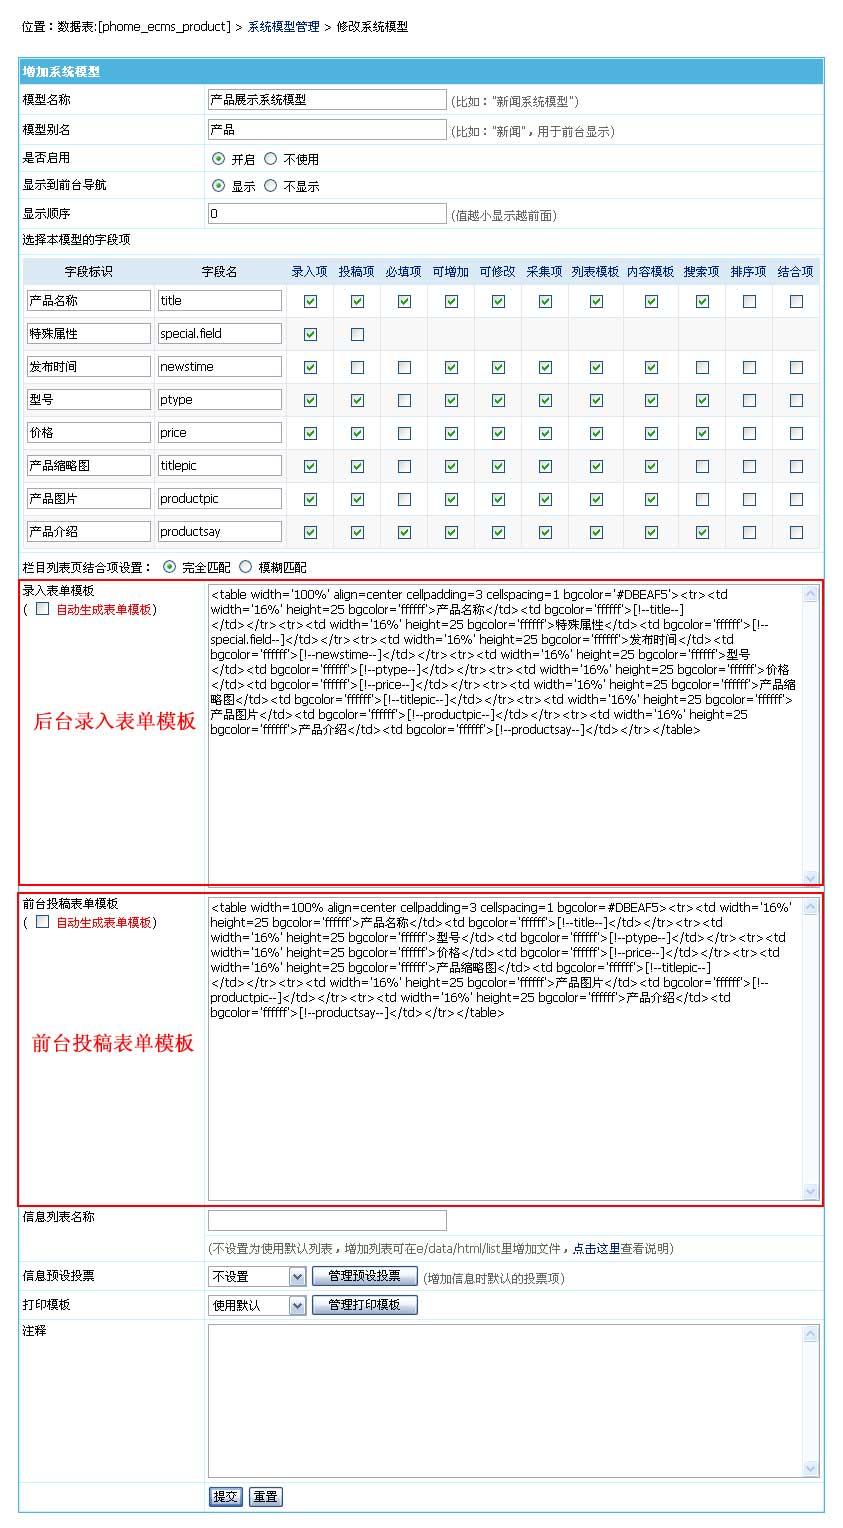 位置：数据表:[phome_ecms_product] > 系统模型管理 > 修改系统模型
增加系统模型
模型名称 产品展示系统模型 (比如："新闻系统模型")
模型别名 产品 (比如："新闻"，用于前台显示)
是否启用 开启 不使用
显示到前台导航 显示 不显示
显示顺序 0 (值越小显示越前面)
选择本模型的字段项
字段标识 字段名 录入项 投稿项 必填项 可增加 可修改 采集项 列表模板 内容模板 搜索项 排序项 结合项
产品名称 title
特殊属性 special.field
发布时间 newstime
型号 ptype
价格 price
产品缩略图 titlepic
产品图片 productpic
产品介绍 productsay
栏目列表页结合项设置： 完全匹配 模糊匹配
录入表单模板
( 自动生成表单模板)
后台录入表单模板
<table width='100%' align=center cellpadding=3 cellspacing=1 bgcolor='#DBEAF5'><tr><td
width='16%' height=25 bgcolor='ffffff'>产品名称</td><td bgcolor='ffffff'>[!--title--]
</td></tr><tr><td width='16%' height=25 bgcolor='ffffff'>特殊属性</td><td bgcolor='ffffff'>[!--
special.field--]</td></tr><tr><td width='16%' height=25 bgcolor='ffffff'>发布时间</td><td
bgcolor='ffffff'>[!--newstime--]</td></tr><tr><td width='16%' height=25 bgcolor='ffffff'>型号
</td><td bgcolor='ffffff'>[!--ptype--]</td></tr><tr><td width='16%' height=25 bgcolor='ffffff'>价格
</td><td bgcolor='ffffff'>[!--price--]</td></tr><tr><td width='16%' height=25 bgcolor='ffffff'>产品缩
略图</td><td bgcolor='ffffff'>[!--titlepic--]</td></tr><tr><td width='16%' height=25 bgcolor='ffffff'>
产品图片</td><td bgcolor='ffffff'>[!--productpic--]</td></tr><tr><td width='16%' height=25
bgcolor='ffffff'>产品介绍</td><td bgcolor='ffffff'>[!--productsay--]</td></tr></table>
前台投稿表单模板
( 自动生成表单模板)
前台投稿表单模板
<table width=100% align=center cellpadding=3 cellspacing=1 bgcolor=#DBEAF5><tr><td width='16%'
height=25 bgcolor='ffffff'>产品名称</td><td bgcolor='ffffff'>[!--title--]</td></tr><tr><td
width='16%' height=25 bgcolor='ffffff'>型号</td><td bgcolor='ffffff'>[!--ptype--]</td></tr><tr><td
width='16%' height=25 bgcolor='ffffff'>价格</td><td bgcolor='ffffff'>[!--price--]</td></tr><tr><td
width='16%' height=25 bgcolor='ffffff'>产品缩略图</td><td bgcolor='ffffff'>[!--titlepic--]
</td></tr><tr><td width='16%' height=25 bgcolor='ffffff'>产品图片</td><td bgcolor='ffffff'>[!--
productpic--]</td></tr><tr><td width='16%' height=25 bgcolor='ffffff'>产品介绍</td><td
bgcolor='ffffff'>[!--productsay--]</td></tr></table>
信息列表名称
(不设置为使用默认列表，增加列表可在e/data/html/list里增加文件，点击这里查看说明)
信息预设投票 不设置 管理预设投票 (增加信息时默认的投票项)
打印模板 使用默认 管理打印模板
注释
提交 重置